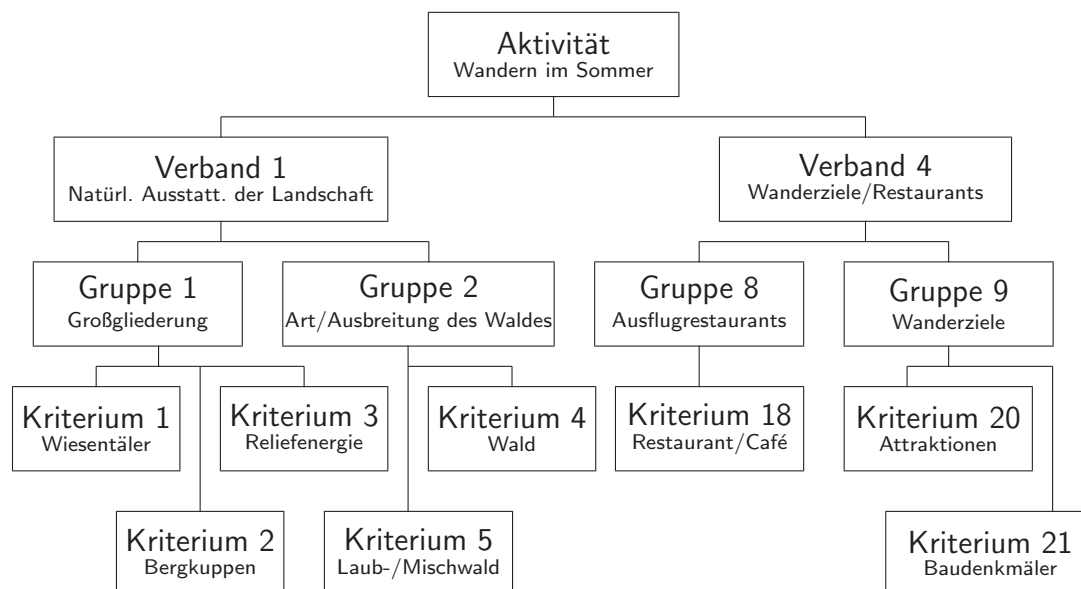 Aktivität
Wandern im Sommer
Verband 1
Natürl. Ausstatt. der Landschaft
Verband 4
Wanderziele/Restaurants
Gruppe 1
Großgliederung
Gruppe 2
Art/Ausbreitung des Waldes
Gruppe 8
Ausflugrestaurants
Gruppe 9
Wanderziele
Kriterium 1
Wiesentäler
Kriterium 3
Reliefenergie
Kriterium 4
Wald
Kriterium 18
Restaurant/Café
Kriterium 20
Attraktionen
Kriterium 2
Bergkuppen
Kriterium 5
Laub-/Mischwald
Kriterium 21
Baudenkmäler